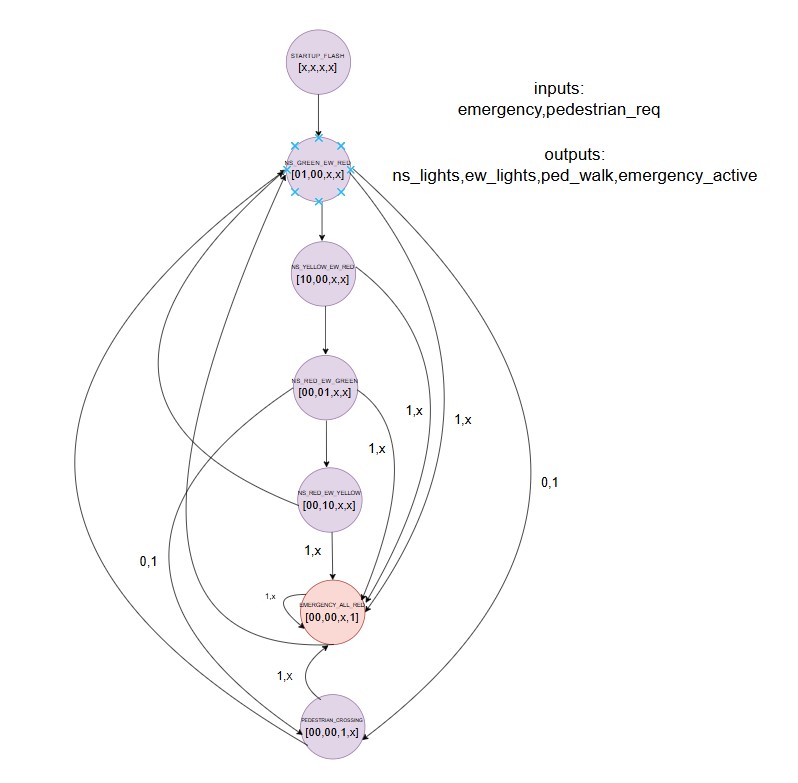 STARTUP_FLASH
[x,x,x,x]
inputs:
emergency,pedestrian_req
outputs:
ns_lights,ew_lights,ped_walk,emergency_active
NS_GREEN_EW_RED
[01,00,x,x]
NS_YELLOW_EW_RED
[10,00,x,x]
NS_RED_EW_GREEN
[00,01,x,x]
1,x
1,x
1,x
0,1
NS_RED_EW_YELLOW
[00,10,x,x]
1,x
0,1
1,x
EMERGENCY_ALL_RED
[00,00,x,1]
1,x
PEDESTRIAN_CROSSING
[00,00,1,x]